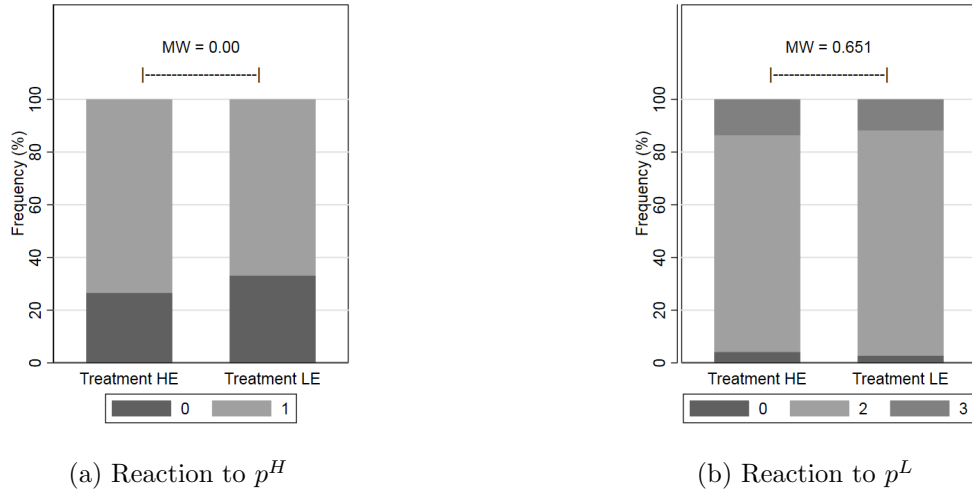 MW = 0.00
Frequency (%)
100
80
60
40
20
0
Treatment HE Treatment LE
0 1
(a) Reaction to p^H
MW = 0.651
Frequency (%)
100
80
60
40
20
0
Treatment HE Treatment LE
0 2 3
(b) Reaction to p^L